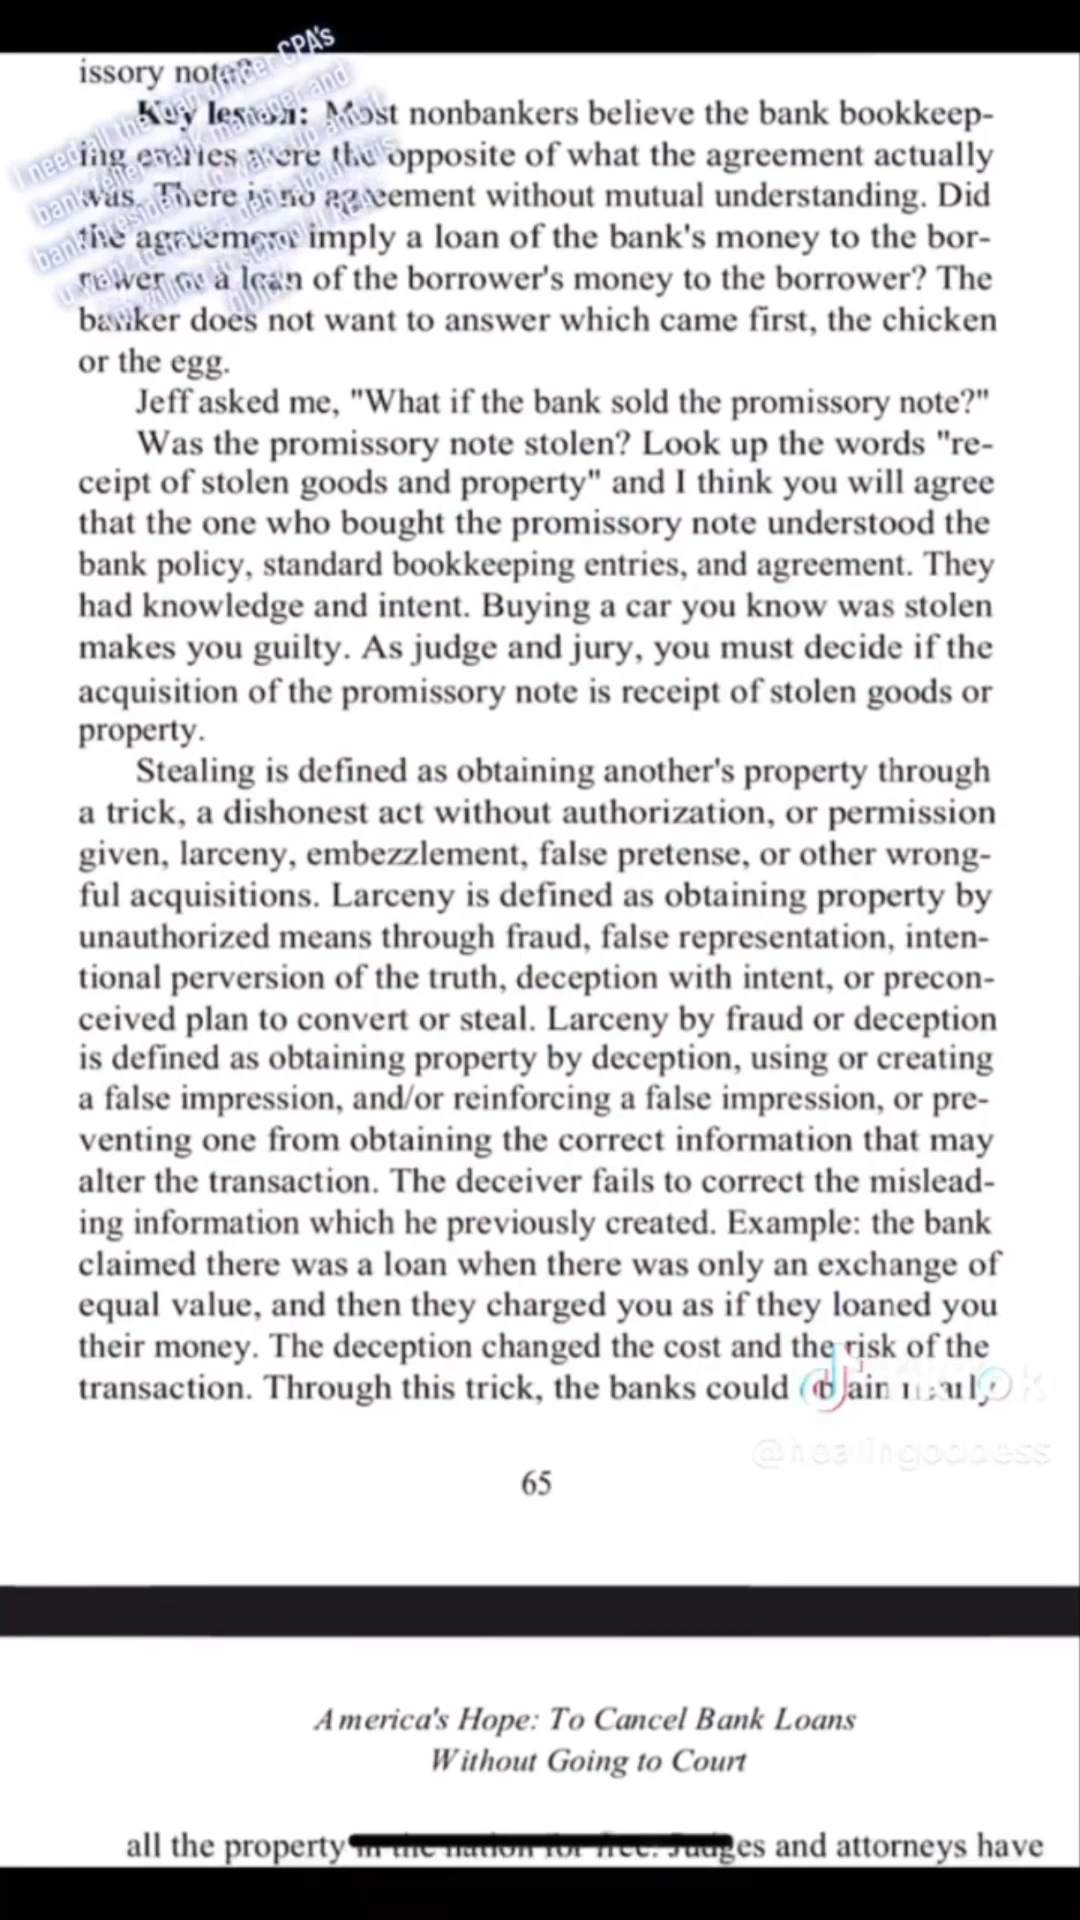 CPA's
issory note?
Key lesson: Most nonbankers believe the bank bookkeep-
ing entries were the opposite of what the agreement actually
was. There is no agreement without mutual understanding. Did
the agreement imply a loan of the bank's money to the bor-
rower or a loan of the borrower's money to the borrower? The
banker does not want to answer which came first, the chicken
or the egg.
Jeff asked me, "What if the bank sold the promissory note?"
Was the promissory note stolen? Look up the words "re-
ceipt of stolen goods and property" and I think you will agree
that the one who bought the promissory note understood the
bank policy, standard bookkeeping entries, and agreement. They
had knowledge and intent. Buying a car you know was stolen
makes you guilty. As judge and jury, you must decide if the
acquisition of the promissory note is receipt of stolen goods or
property.
Stealing is defined as obtaining another's property through
a trick, a dishonest act without authorization, or permission
given, larceny, embezzlement, false pretense, or other wrong-
ful acquisitions. Larceny is defined as obtaining property by
unauthorized means through fraud, false representation, inten-
tional perversion of the truth, deception with intent, or precon-
ceived plan to convert or steal. Larceny by fraud or deception
is defined as obtaining property by deception, using or creating
a false impression, and/or reinforcing a false impression, or pre-
venting one from obtaining the correct information that may
alter the transaction. The deceiver fails to correct the mislead-
ing information which he previously created. Example: the bank
claimed there was a loan when there was only an exchange of
equal value, and then they charged you as if they loaned you
their money. The deception changed the cost and the risk of the
transaction. Through this trick, the banks could obtain nearly
TikTok
@healingoddess
65
America's Hope: To Cancel Bank Loans
Without Going to Court
all the property in the nation for free. Judges and attorneys have